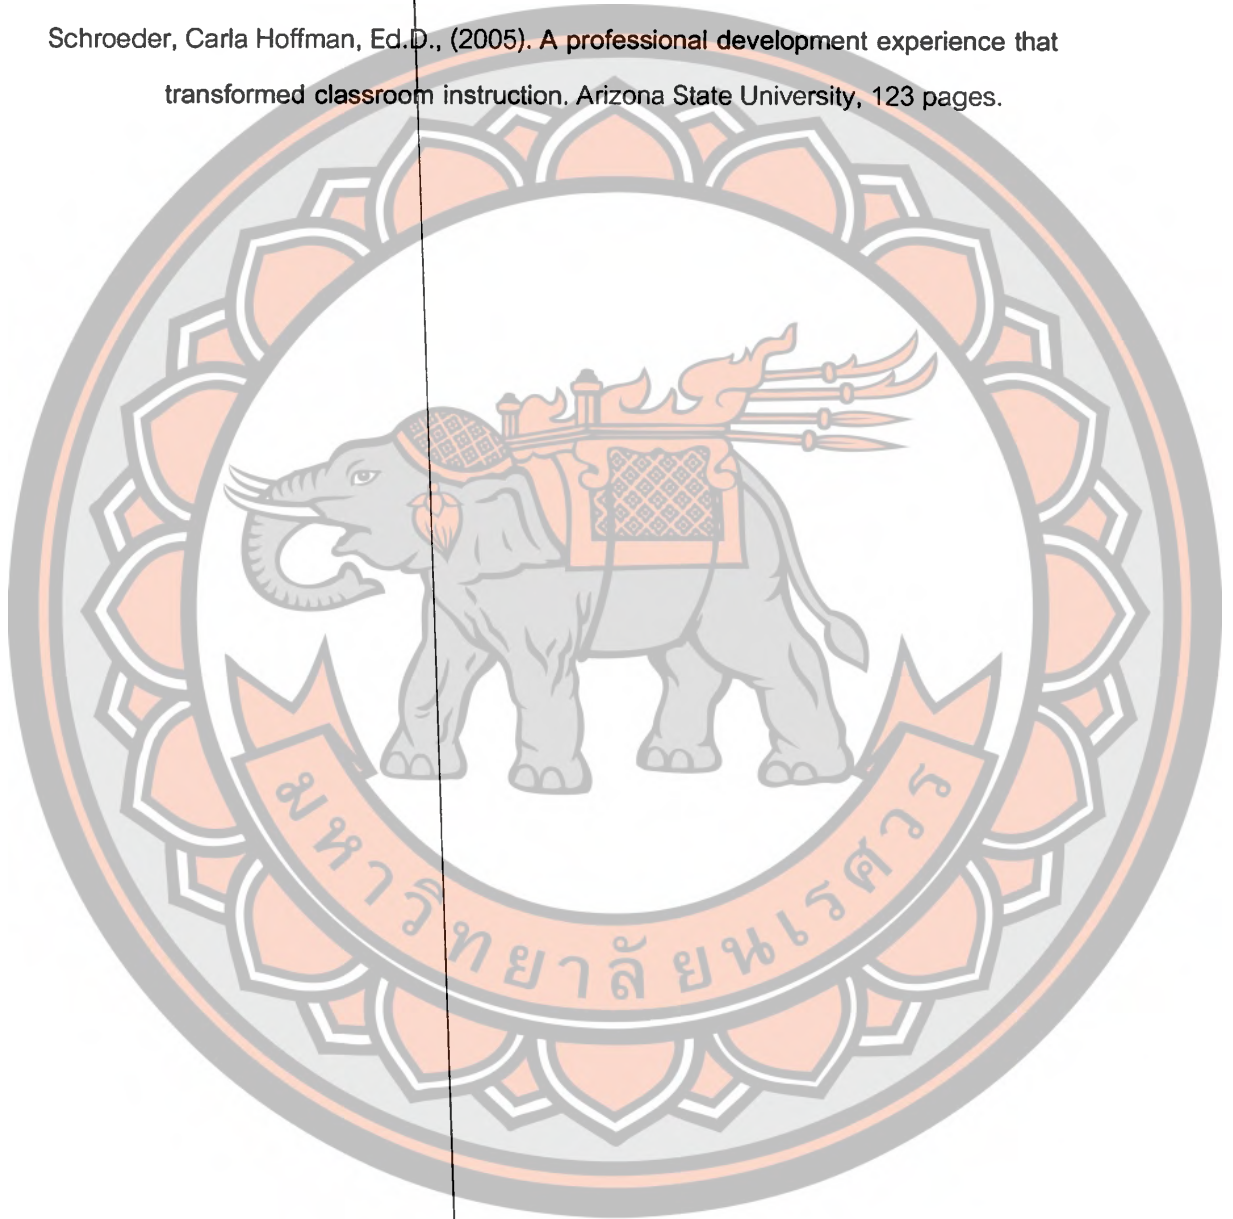 Schroeder, Carla Hoffman, Ed.D., (2005). A professional development experience that
transformed classroom instruction. Arizona State University, 123 pages.
มหาวิทยาลัยนเรศวร